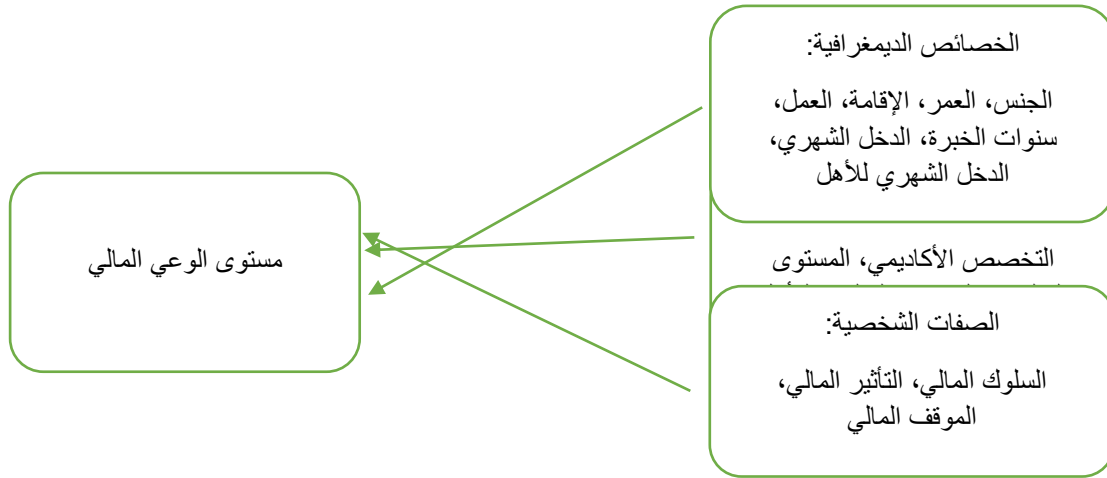 الخصائص الديمغرافية:
الجنس، العمر، الإقامة، العمل،
سنوات الخبرة، الدخل الشهري،
الدخل الشهري للأهل
مستوى الوعي المالي
التخصص الأكاديمي، المستوى
الصفات الشخصية:
السلوك المالي، التأثير المالي،
الموقف المالي